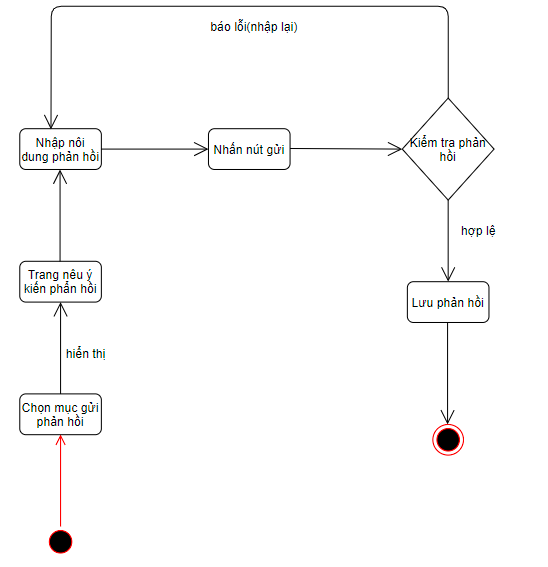 báo lỗi(nhập lại)
Nhập nôi
dung phản hồi
Nhấn nút gửi
Kiểm tra phản
hồi
hợp lệ
Trang nêu ý
kiến phẩn hồi
Lưu phản hồi
hiển thị
Chọn mục gửi
phản hồi